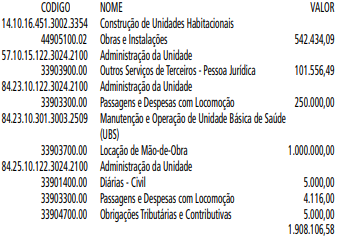 CODIGO NOME VALOR
14.10.16.451.3002.3354 Construção de Unidades Habitacionais
44905100.02 Obras e Instalações 542.434,09
57.10.15.122.3024.2100 Administração da Unidade
33903900.00 Outros Serviços de Terceiros - Pessoa Jurídica 101.556,49
84.23.10.122.3024.2100 Administração da Unidade
33903300.00 Passagens e Despesas com Locomoção 250.000,00
84.23.10.301.3003.2509 Manutenção e Operação de Unidade Básica de Saúde
(UBS)
33903700.00 Locação de Mão-de-Obra 1.000.000,00
84.25.10.122.3024.2100 Administração da Unidade
33901400.00 Diárias - Civil 5.000,00
33903300.00 Passagens e Despesas com Locomoção 4.116,00
33904700.00 Obrigações Tributárias e Contributivas 5.000,00
1.908.106,58